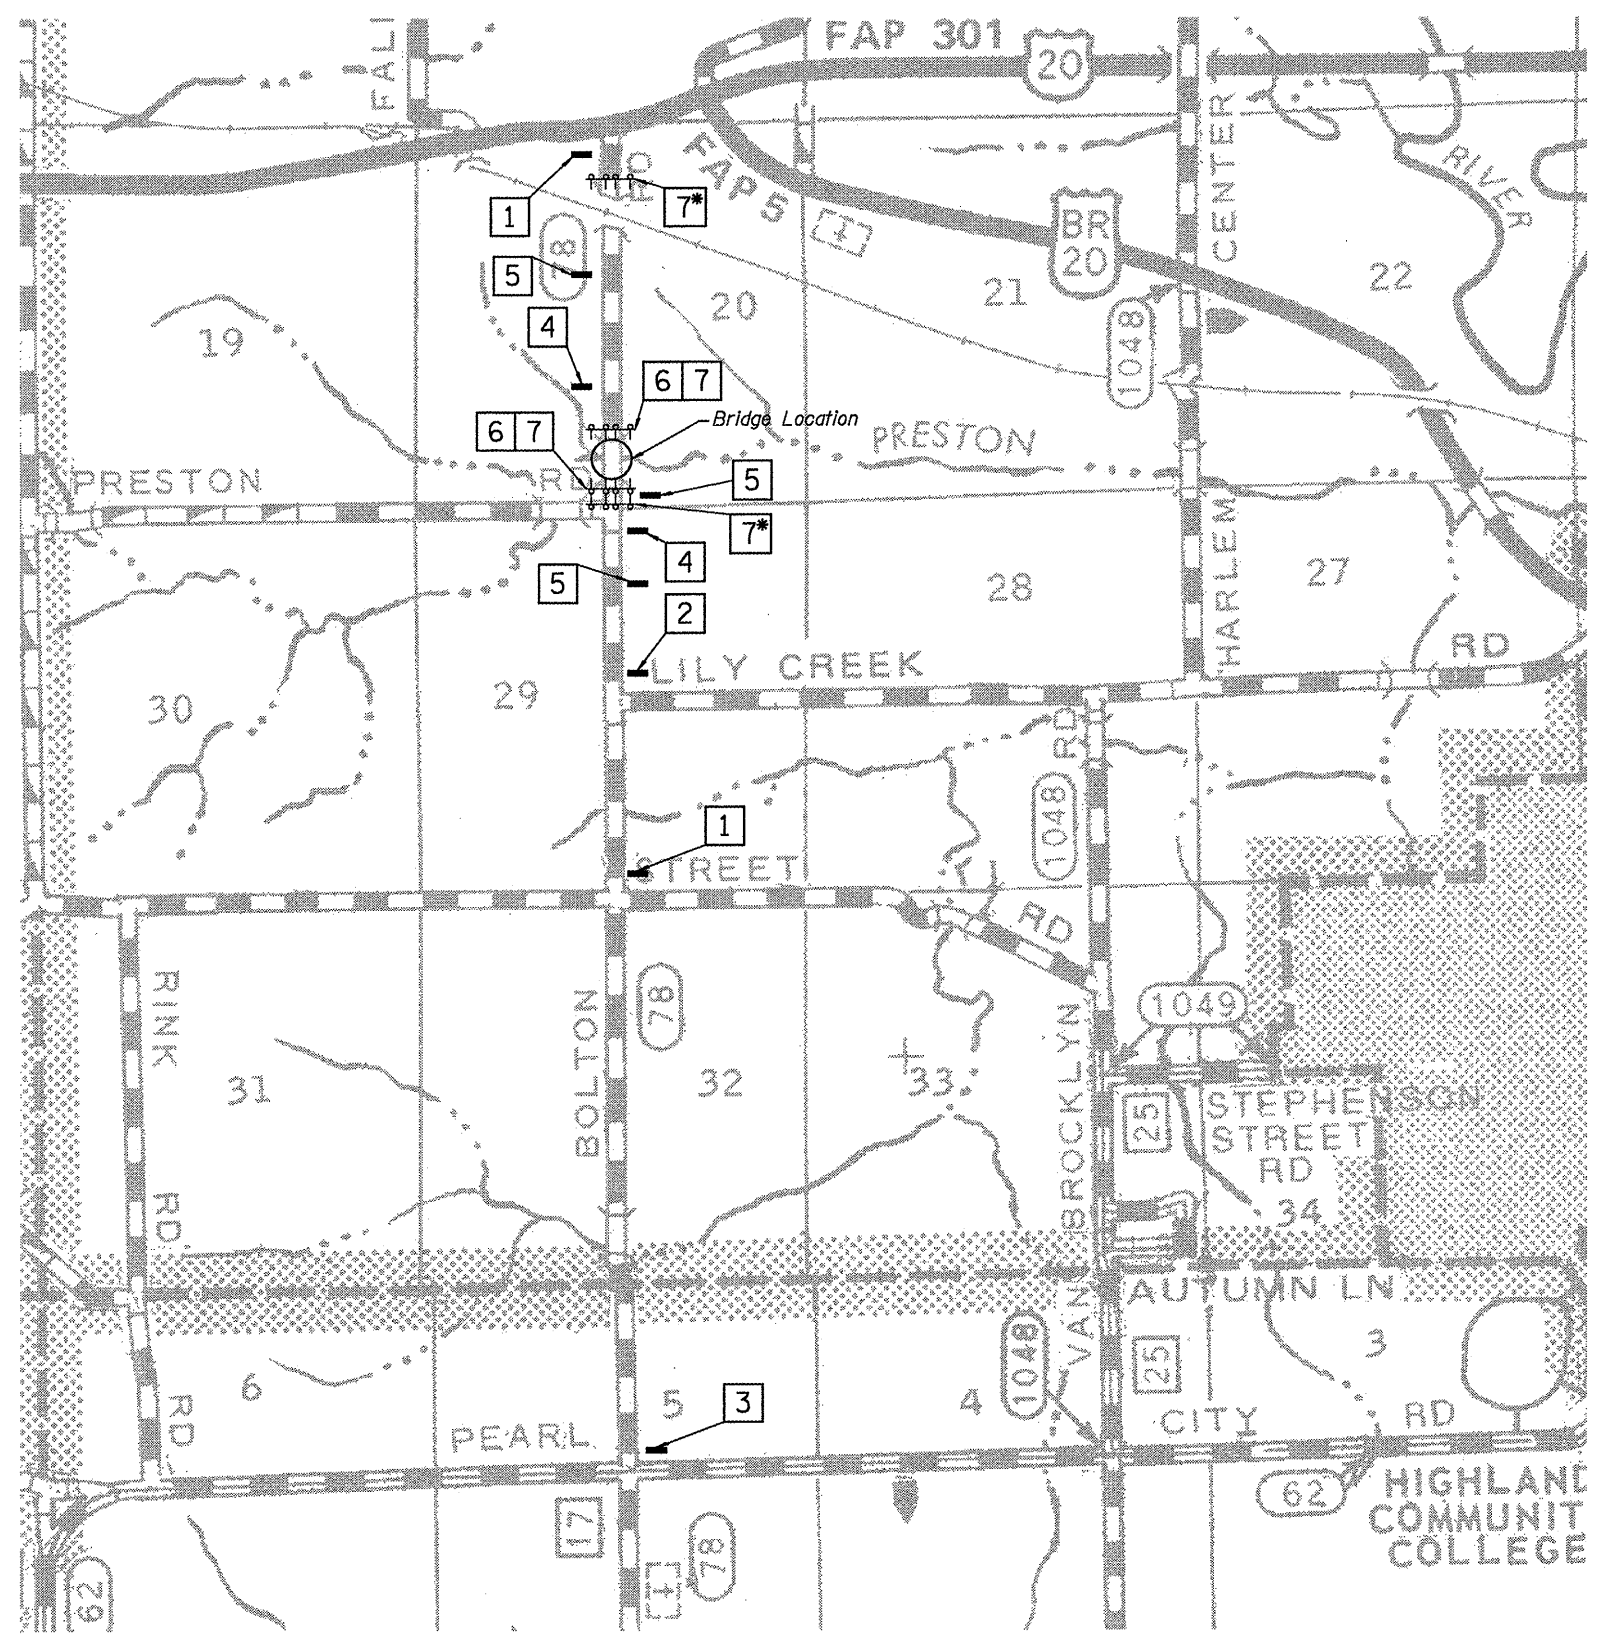 FALL
FAP 301
20
CENTER
RIVER
1
RD
7*
FAP 5
BR
20
78
5
21
22
20
4
19
1048
6 7
Bridge Location
6 7
PRESTON
PRESTON
RD
5
7*
HARLEM
4
5
28
27
2
LILY CREEK
RD
30
29
RD
1048
1
STREET
RD
RINK
78
BOLTON
1049
BROCKLYN
31
32
33
25
STEPHENSON
STREET
RD
RD
34
AUTUMN LN
VAN
1048
3
25
6
RD
5
3
4
CITY
RD
PEARL
62
HIGHLAND
COMMUNIT
COLLEGE
17
78
62